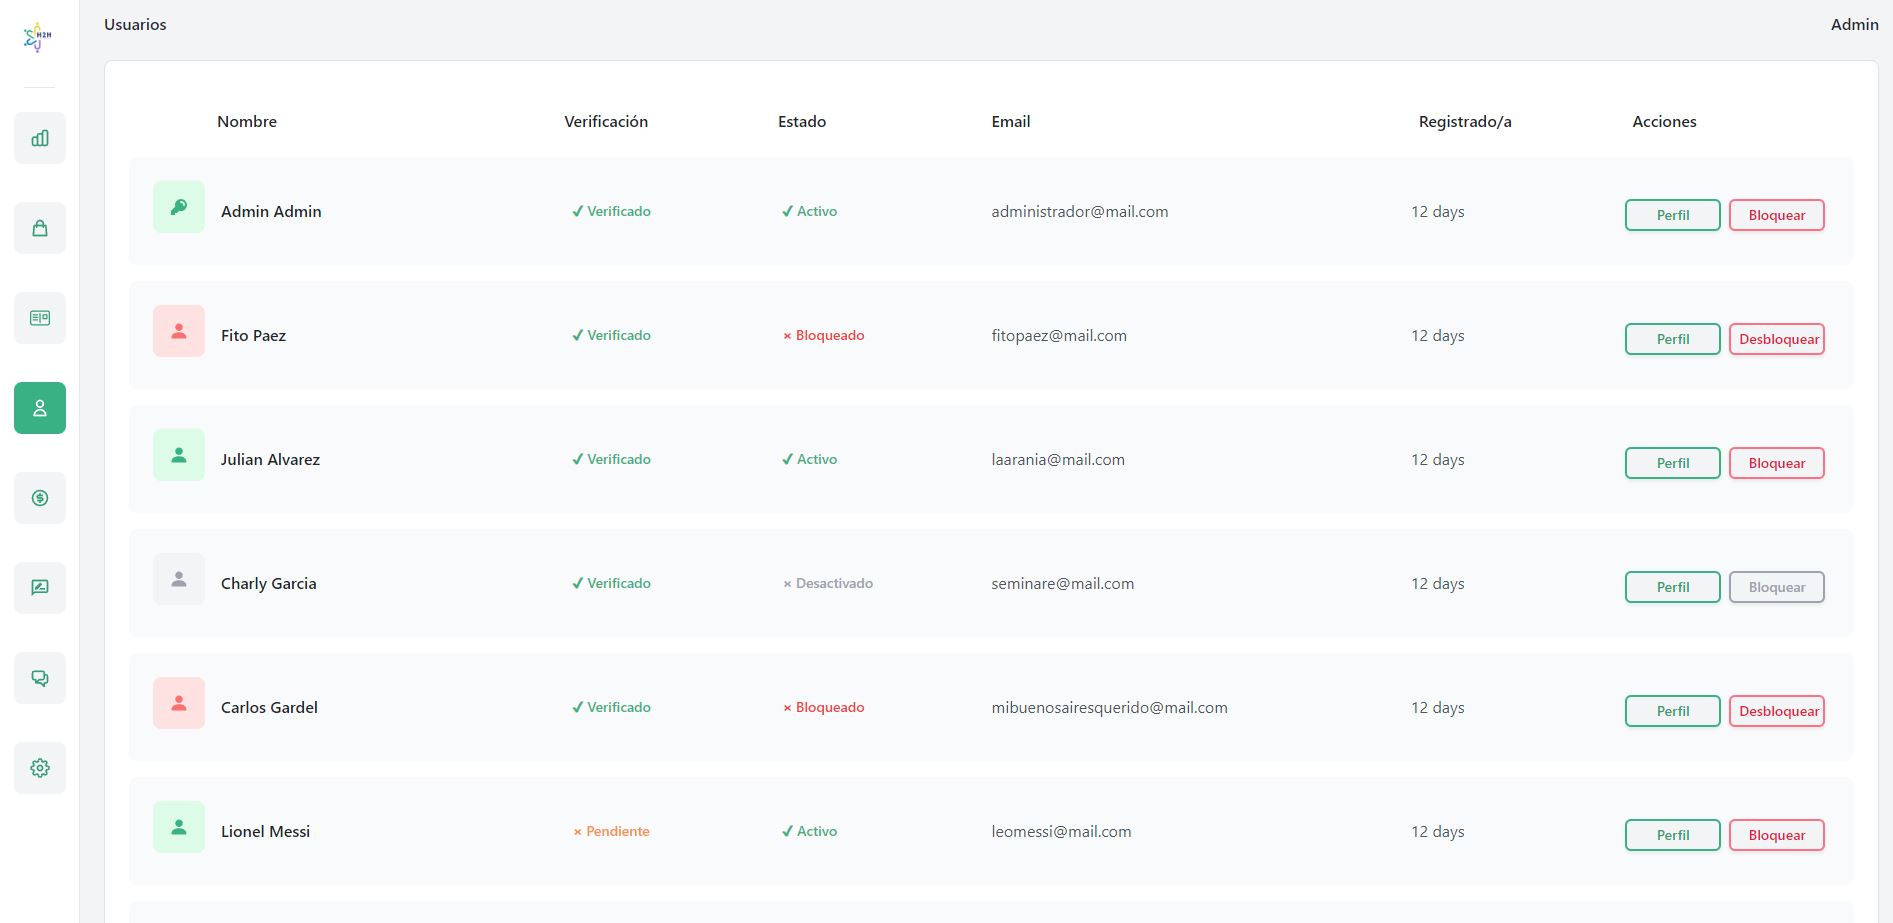 H2H
Usuarios Admin
Nombre Verificación Estado Email Registrado/a Acciones
Admin Admin Verificado Activo administrador@mail.com 12 days Perfil Bloquear
Fito Paez Verificado Bloqueado fitopaez@mail.com 12 days Perfil Desbloquear
Julian Alvarez Verificado Activo laarania@mail.com 12 days Perfil Bloquear
Charly Garcia Verificado Desactivado seminare@mail.com 12 days Perfil Bloquear
Carlos Gardel Verificado Bloqueado mibuenosairesquerido@mail.com 12 days Perfil Desbloquear
Lionel Messi Pendiente Activo leomessi@mail.com 12 days Perfil Bloquear